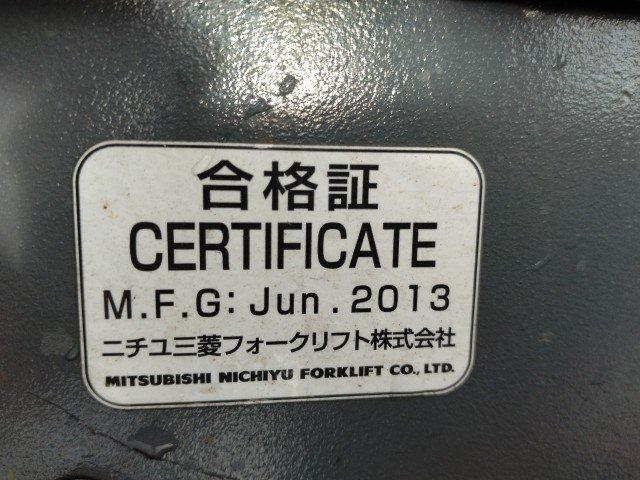 合格証
CERTIFICATE
M.F.G: Jun. 2013
ニチユ三菱フォークリフト株式会社
MITSUBISHI NICHIYU FORKLIFT CO., LTD.